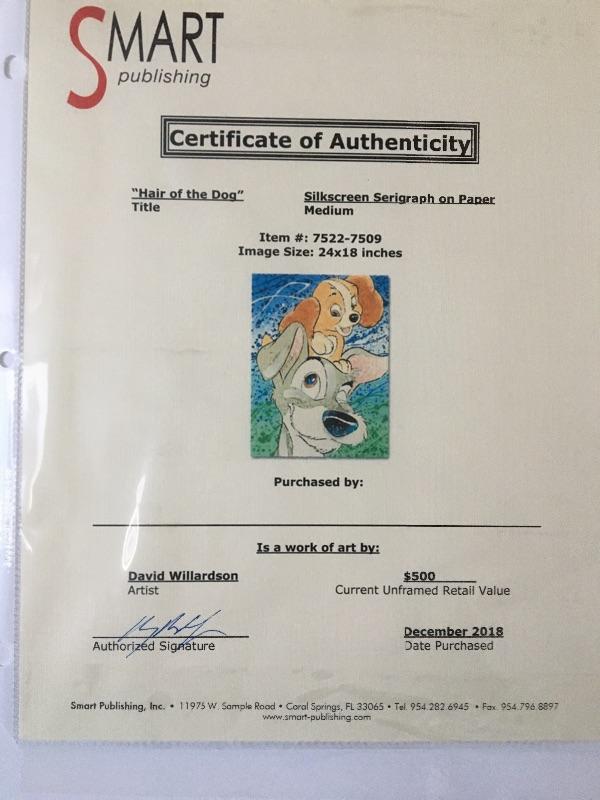 SMART
publishing
Certificate of Authenticity
"Hair of the Dog" Silkscreen Serigraph on Paper
Title Medium
Item #: 7522-7509
Image Size: 24x18 inches
Purchased by:
Is a work of art by:
David Willardson $500
Artist Current Unframed Retail Value
December 2018
Authorized Signature Date Purchased
Smart Publishing, Inc. • 11975 W. Sample Road • Coral Springs, FL 33065 • Tel. 954.282.6945 • Fax. 954.796.8897
www.smart-publishing.com